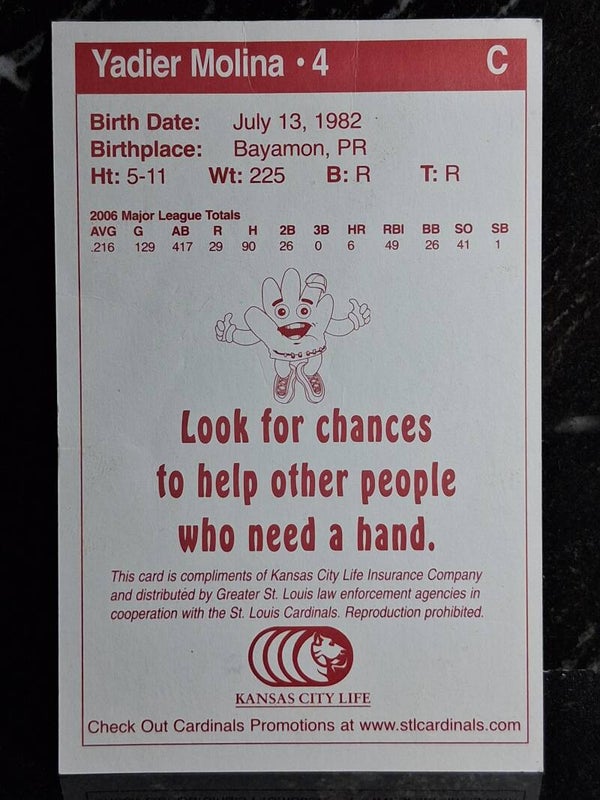 Yadier Molina • 4 C
Birth Date: July 13, 1982
Birthplace: Bayamon, PR
Ht: 5-11 Wt: 225 B: R T: R
2006 Major League Totals
AVG G AB R H 2B 3B HR RBI BB SO SB
.216 129 417 29 90 26 0 6 49 26 41 1
Look for chances
to help other people
who need a hand.
This card is compliments of Kansas City Life Insurance Company
and distributed by Greater St. Louis law enforcement agencies in
cooperation with the St. Louis Cardinals. Reproduction prohibited.
KANSAS CITY LIFE
Check Out Cardinals Promotions at www.stlcardinals.com